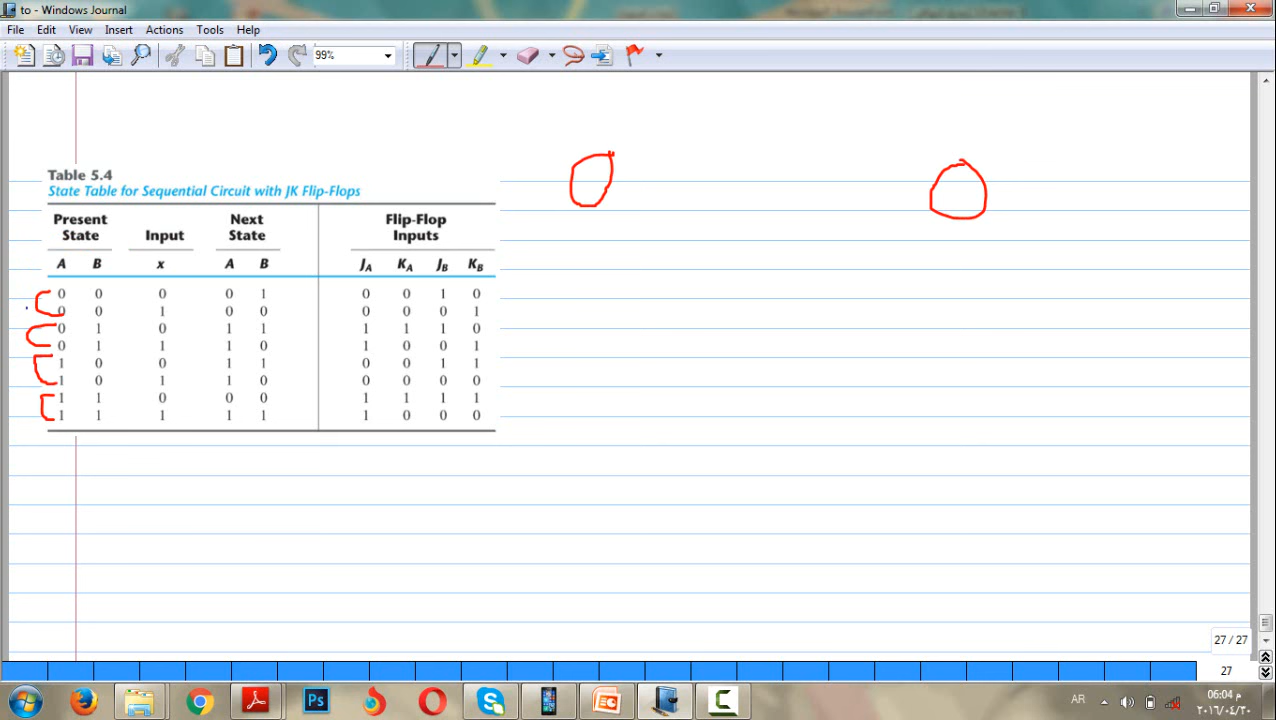 to - Windows Journal
File Edit View Insert Actions Tools Help
99%
Table 5.4
State Table for Sequential Circuit with JK Flip-Flops
Present State Input Next State Flip-Flop Inputs
A B x A B JA KA JB KB
0 0 0 0 1 0 0 1 0
0 0 1 0 0 0 0 0 1
0 1 0 1 1 1 1 1 0
0 1 1 1 0 1 0 0 1
1 0 0 1 1 0 0 1 1
1 0 1 1 0 0 0 0 0
1 1 0 0 0 1 1 1 1
1 1 1 1 1 1 0 0 0
27 / 27
27
Ps
AR
06:04 م
٢٠١٦/٠٤/٢٠